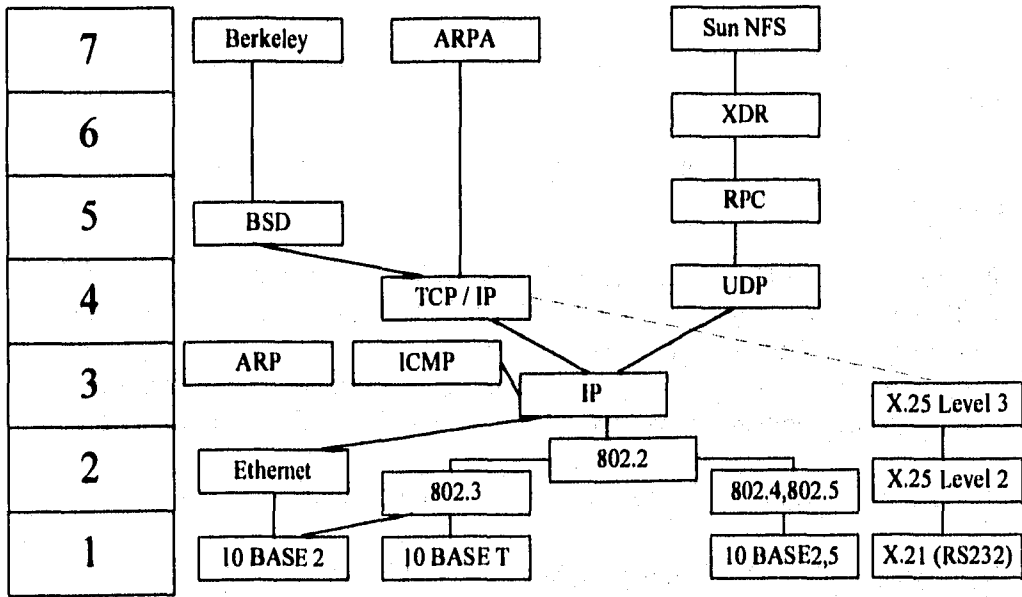 7
Berkeley
ARPA
Sun NFS
6
XDR
5
BSD
RPC
4
TCP / IP
UDP
3
ARP
ICMP
IP
X.25 Level 3
2
Ethernet
802.2
802.3
802.4,802.5
X.25 Level 2
1
10 BASE 2
10 BASE T
10 BASE2,5
X.21 (RS232)